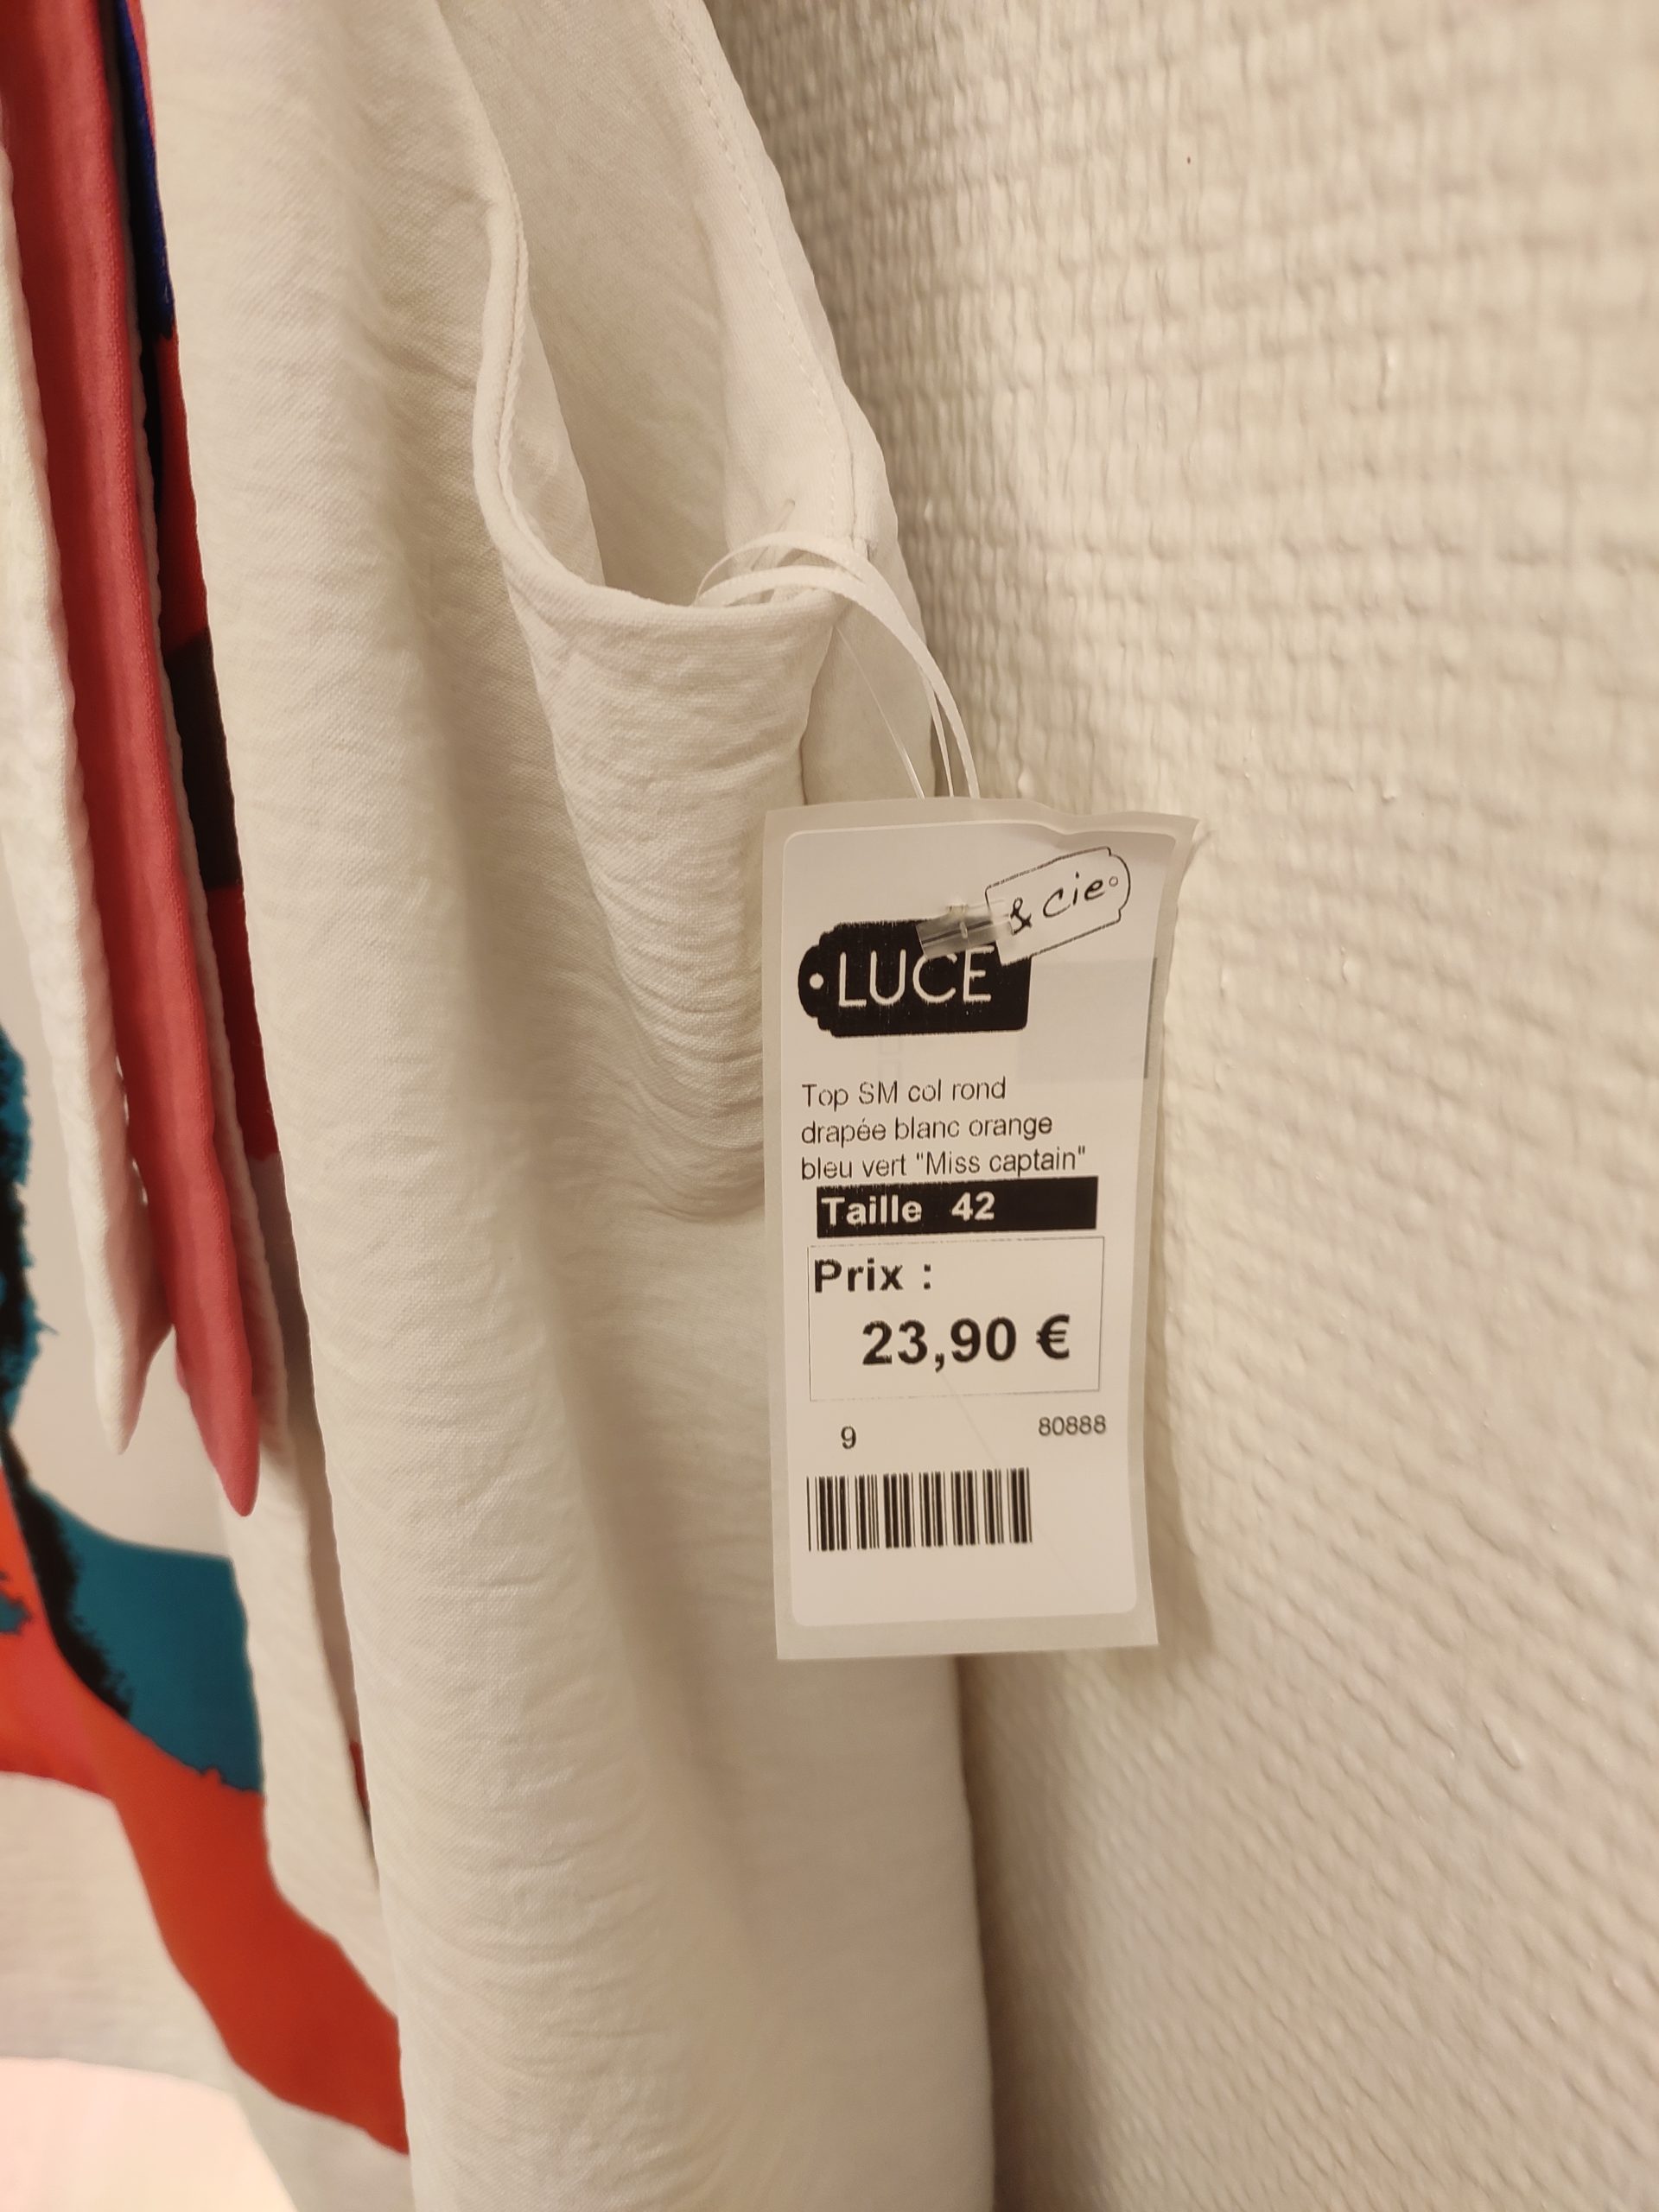 & cie
LUCE
Top SM col rond
drapée blanc orange
bleu vert "Miss captain"
Taille 42
Prix :
23,90 €
9 80888